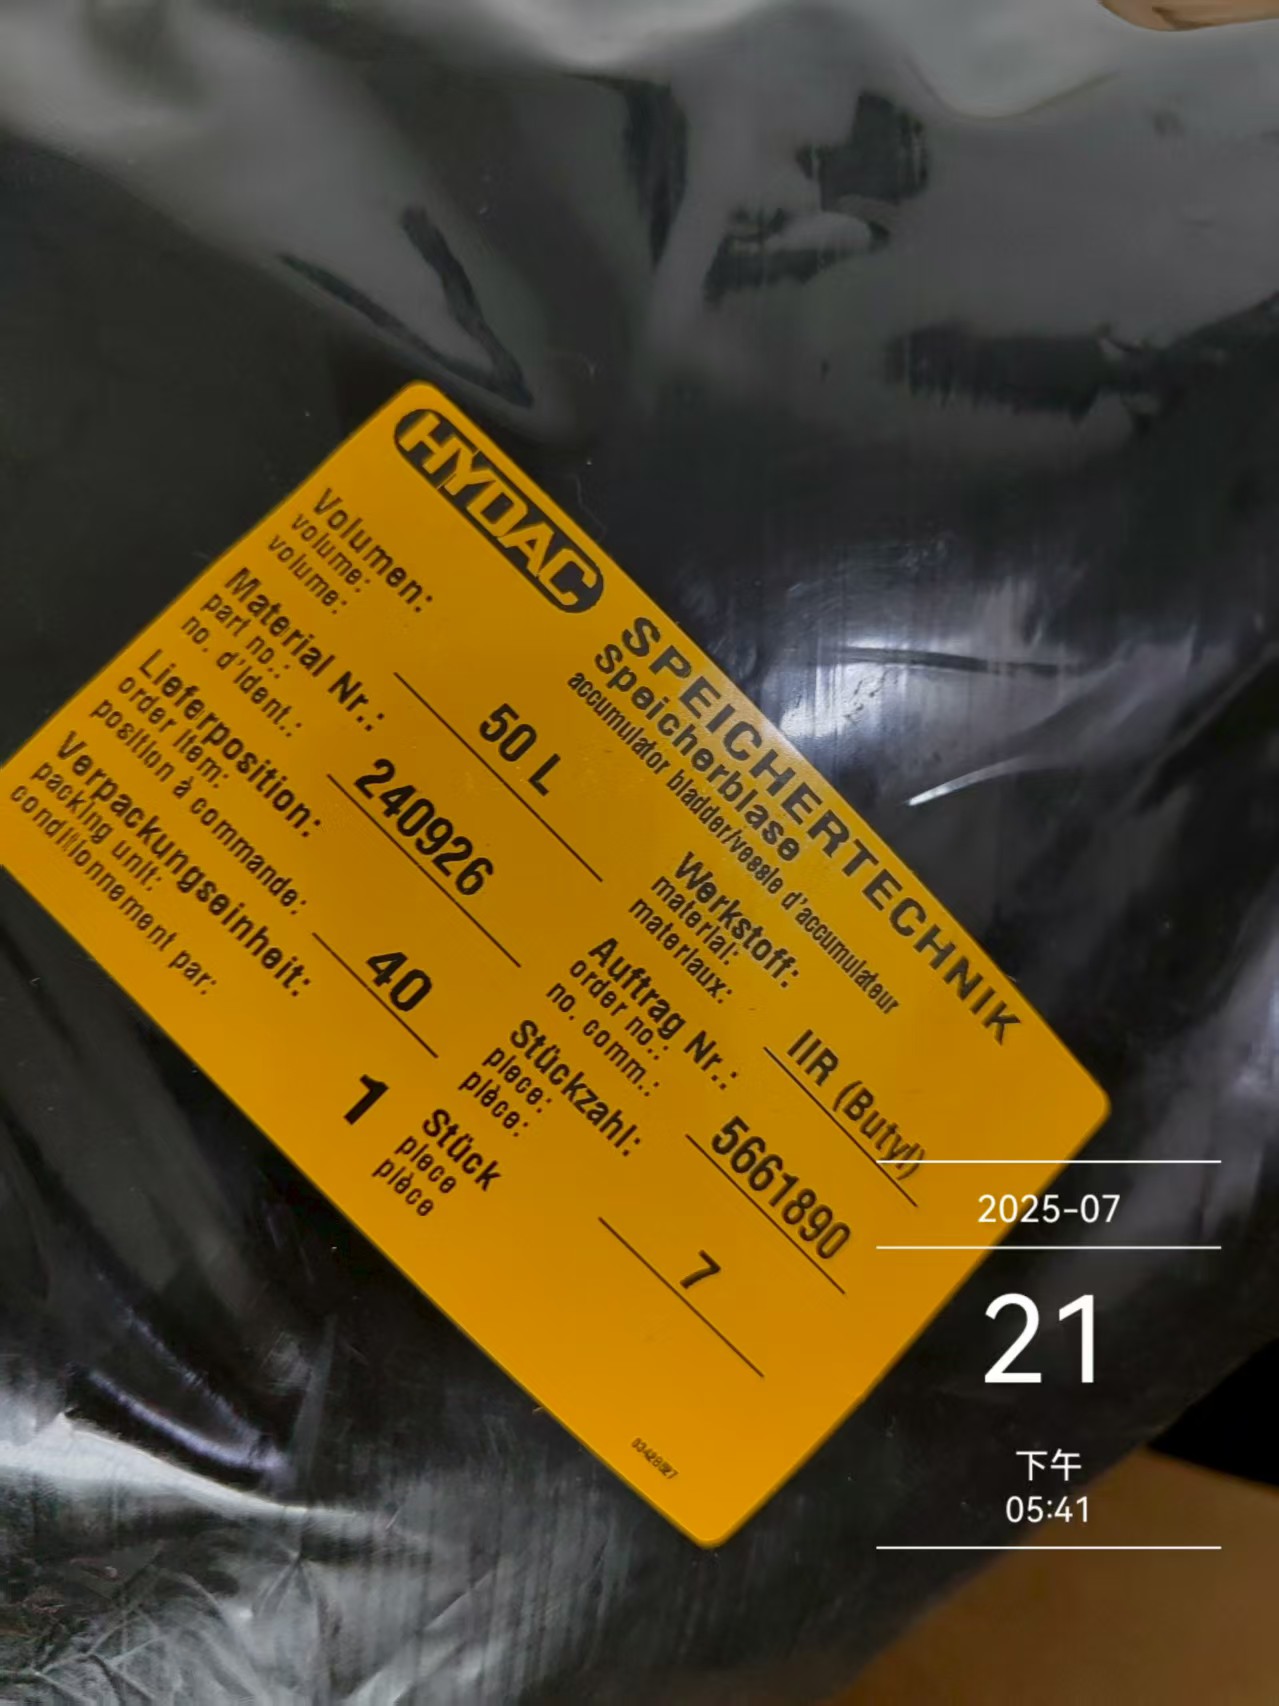 HYDAC
SPEICHERTECHNIK
Speicherblase
accumulator bladder/vessie d'accumulateur
Volumen:
volume:
volume:
50 L
Werkstoff:
material:
materiaux:
IIR (Butyl)
Material Nr.:
part no.:
no. d'ident.:
240926
Auftrag Nr.:
order no.:
no. comm.:
5661890
Lieferposition:
order item:
position à commande:
40
Stückzahl:
piece:
pièce:
7
Verpackungseinheit:
packing unit:
conditionnement par:
1
Stück
piece
pièce
2025-07
21
下午
05:41